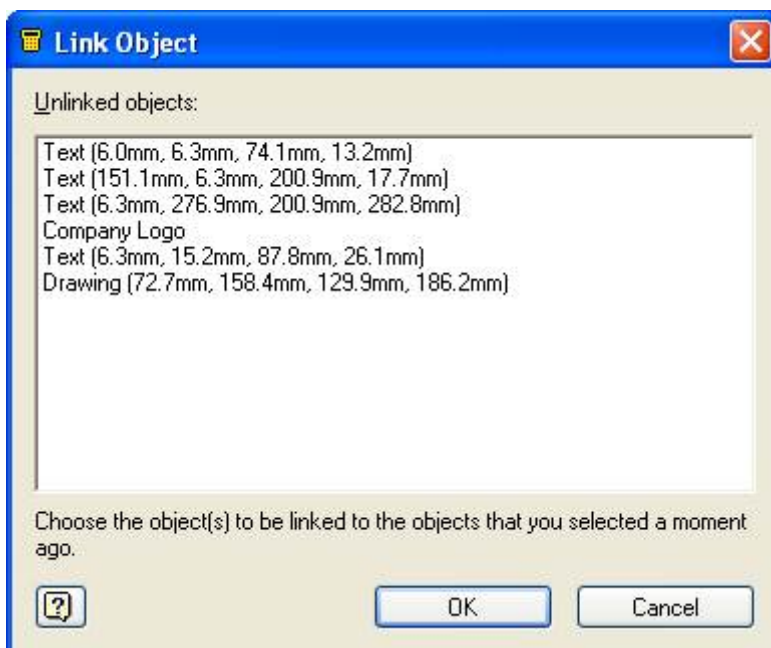 Link Object
Unlinked objects:
Text (6.0mm, 6.3mm, 74.1mm, 13.2mm)
Text (151.1mm, 6.3mm, 200.9mm, 17.7mm)
Text (6.3mm, 276.9mm, 200.9mm, 282.8mm)
Company Logo
Text (6.3mm, 15.2mm, 87.8mm, 26.1mm)
Drawing (72.7mm, 158.4mm, 129.9mm, 186.2mm)
Choose the object(s) to be linked to the objects that you selected a moment
ago.
OK Cancel